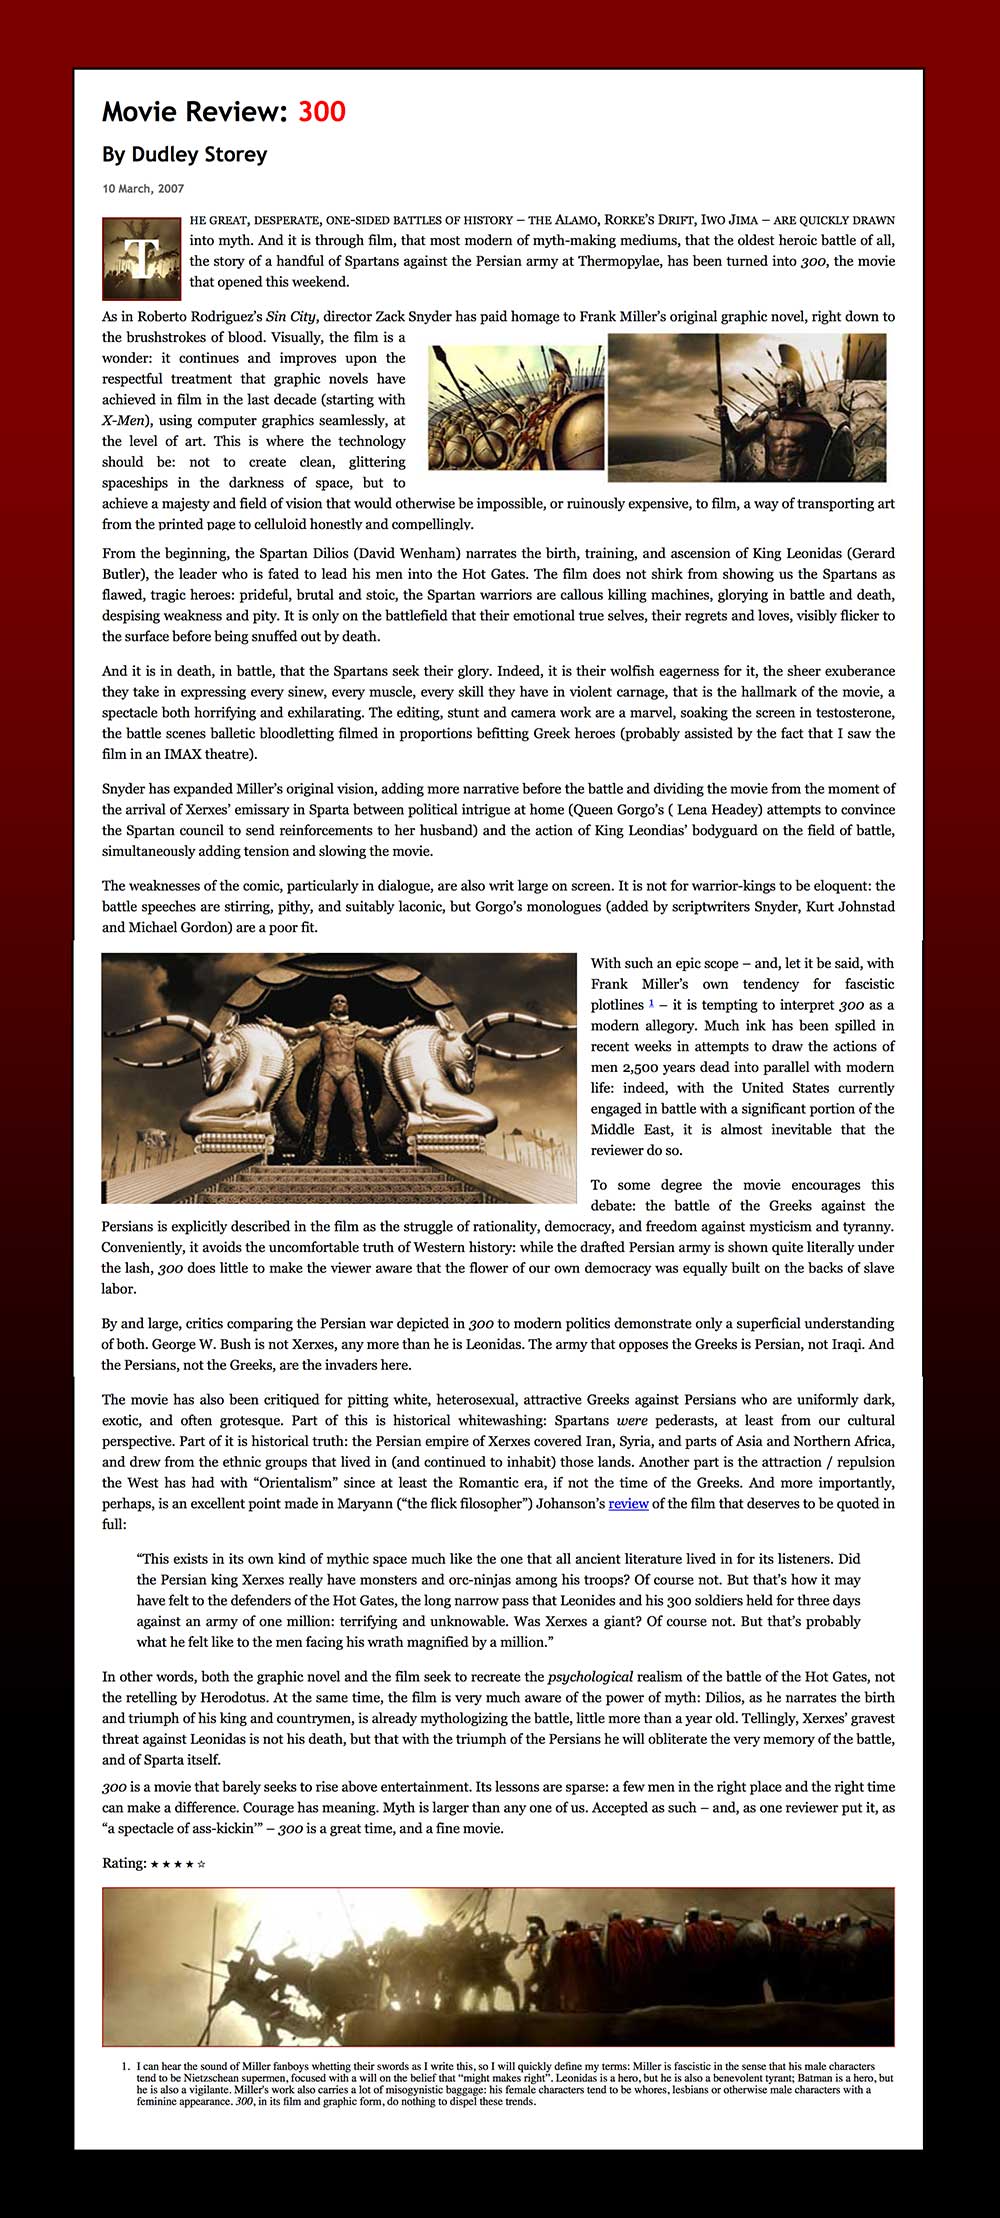 Movie Review: 300
By Dudley Storey
10 March, 2007
THE GREAT, DESPERATE, ONE-SIDED BATTLES OF HISTORY – THE ALAMO, RORKE’S DRIFT, IWO JIMA – ARE QUICKLY DRAWN
into myth. And it is through film, that most modern of myth-making mediums, that the oldest heroic battle of all,
the story of a handful of Spartans against the Persian army at Thermopylae, has been turned into 300, the movie
that opened this weekend.
As in Roberto Rodriguez’s Sin City, director Zack Snyder has paid homage to Frank Miller’s original graphic novel, right down to
the brushstrokes of blood. Visually, the film is a
wonder: it continues and improves upon the
respectful treatment that graphic novels have
achieved in film in the last decade (starting with
X-Men), using computer graphics seamlessly, at
the level of art. This is where the technology
should be: not to create clean, glittering
spaceships in the darkness of space, but to
achieve a majesty and field of vision that would otherwise be impossible, or ruinously expensive, to film, a way of transporting art
from the printed page to celluloid honestly and compellingly.
From the beginning, the Spartan Dilios (David Wenham) narrates the birth, training, and ascension of King Leonidas (Gerard
Butler), the leader who is fated to lead his men into the Hot Gates. The film does not shirk from showing us the Spartans as
flawed, tragic heroes: prideful, brutal and stoic, the Spartan warriors are callous killing machines, glorying in battle and death,
despising weakness and pity. It is only on the battlefield that their emotional true selves, their regrets and loves, visibly flicker to
the surface before being snuffed out by death.
And it is in death, in battle, that the Spartans seek their glory. Indeed, it is their wolfish eagerness for it, the sheer exuberance
they take in expressing every sinew, every muscle, every skill they have in violent carnage, that is the hallmark of the movie, a
spectacle both horrifying and exhilarating. The editing, stunt and camera work are a marvel, soaking the screen in testosterone,
the battle scenes balletic bloodletting filmed in proportions befitting Greek heroes (probably assisted by the fact that I saw the
film in an IMAX theatre).
Snyder has expanded Miller’s original vision, adding more narrative before the battle and dividing the movie from the moment of
the arrival of Xerxes’ emissary in Sparta between political intrigue at home (Queen Gorgo’s ( Lena Headey) attempts to convince
the Spartan council to send reinforcements to her husband) and the action of King Leondias’ bodyguard on the field of battle,
simultaneously adding tension and slowing the movie.
The weaknesses of the comic, particularly in dialogue, are also writ large on screen. It is not for warrior-kings to be eloquent: the
battle speeches are stirring, pithy, and suitably laconic, but Gorgo’s monologues (added by scriptwriters Snyder, Kurt Johnstad
and Michael Gordon) are a poor fit.
With such an epic scope – and, let it be said, with
Frank Miller’s own tendency for fascistic
plotlines 1 – it is tempting to interpret 300 as a
modern allegory. Much ink has been spilled in
recent weeks in attempts to draw the actions of
men 2,500 years dead into parallel with modern
life: indeed, with the United States currently
engaged in battle with a significant portion of the
Middle East, it is almost inevitable that the
reviewer do so.
To some degree the movie encourages this
debate: the battle of the Greeks against the
Persians is explicitly described in the film as the struggle of rationality, democracy, and freedom against mysticism and tyranny.
Conveniently, it avoids the uncomfortable truth of Western history: while the drafted Persian army is shown quite literally under
the lash, 300 does little to make the viewer aware that the flower of our own democracy was equally built on the backs of slave
labor.
By and large, critics comparing the Persian war depicted in 300 to modern politics demonstrate only a superficial understanding
of both. George W. Bush is not Xerxes, any more than he is Leonidas. The army that opposes the Greeks is Persian, not Iraqi. And
the Persians, not the Greeks, are the invaders here.
The movie has also been critiqued for pitting white, heterosexual, attractive Greeks against Persians who are uniformly dark,
exotic, and often grotesque. Part of this is historical whitewashing: Spartans were pederasts, at least from our cultural
perspective. Part of it is historical truth: the Persian empire of Xerxes covered Iran, Syria, and parts of Asia and Northern Africa,
and drew from the ethnic groups that lived in (and continued to inhabit) those lands. Another part is the attraction / repulsion
the West has had with “Orientalism” since at least the Romantic era, if not the time of the Greeks. And more importantly,
perhaps, is an excellent point made in Maryann (“the flick filosopher”) Johanson’s review of the film that deserves to be quoted in
full:
“This exists in its own kind of mythic space much like the one that all ancient literature lived in for its listeners. Did
the Persian king Xerxes really have monsters and orc-ninjas among his troops? Of course not. But that’s how it may
have felt to the defenders of the Hot Gates, the long narrow pass that Leonides and his 300 soldiers held for three days
against an army of one million: terrifying and unknowable. Was Xerxes a giant? Of course not. But that’s probably
what he felt like to the men facing his wrath magnified by a million.”
In other words, both the graphic novel and the film seek to recreate the psychological realism of the battle of the Hot Gates, not
the retelling by Herodotus. At the same time, the film is very much aware of the power of myth: Dilios, as he narrates the birth
and triumph of his king and countrymen, is already mythologizing the battle, little more than a year old. Tellingly, Xerxes’ gravest
threat against Leonidas is not his death, but that with the triumph of the Persians he will obliterate the very memory of the battle,
and of Sparta itself.
300 is a movie that barely seeks to rise above entertainment. Its lessons are sparse: a few men in the right place and the right time
can make a difference. Courage has meaning. Myth is larger than any one of us. Accepted as such – and, as one reviewer put it, as
“a spectacle of ass-kickin’” – 300 is a great time, and a fine movie.
Rating: ★ ★ ★ ★ ☆
1. I can hear the sound of Miller fanboys whetting their swords as I write this, so I will quickly define my terms: Miller is fascistic in the sense that his male characters
tend to be Nietzschean supermen, focused with a will on the belief that “might makes right”. Leonidas is a hero, but he is also a benevolent tyrant; Batman is a hero, but
he is also a vigilante. Miller’s work also carries a lot of misogynistic baggage: his female characters tend to be whores, lesbians or otherwise male characters with a
feminine appearance. 300, in its film and graphic form, do nothing to dispel these trends.